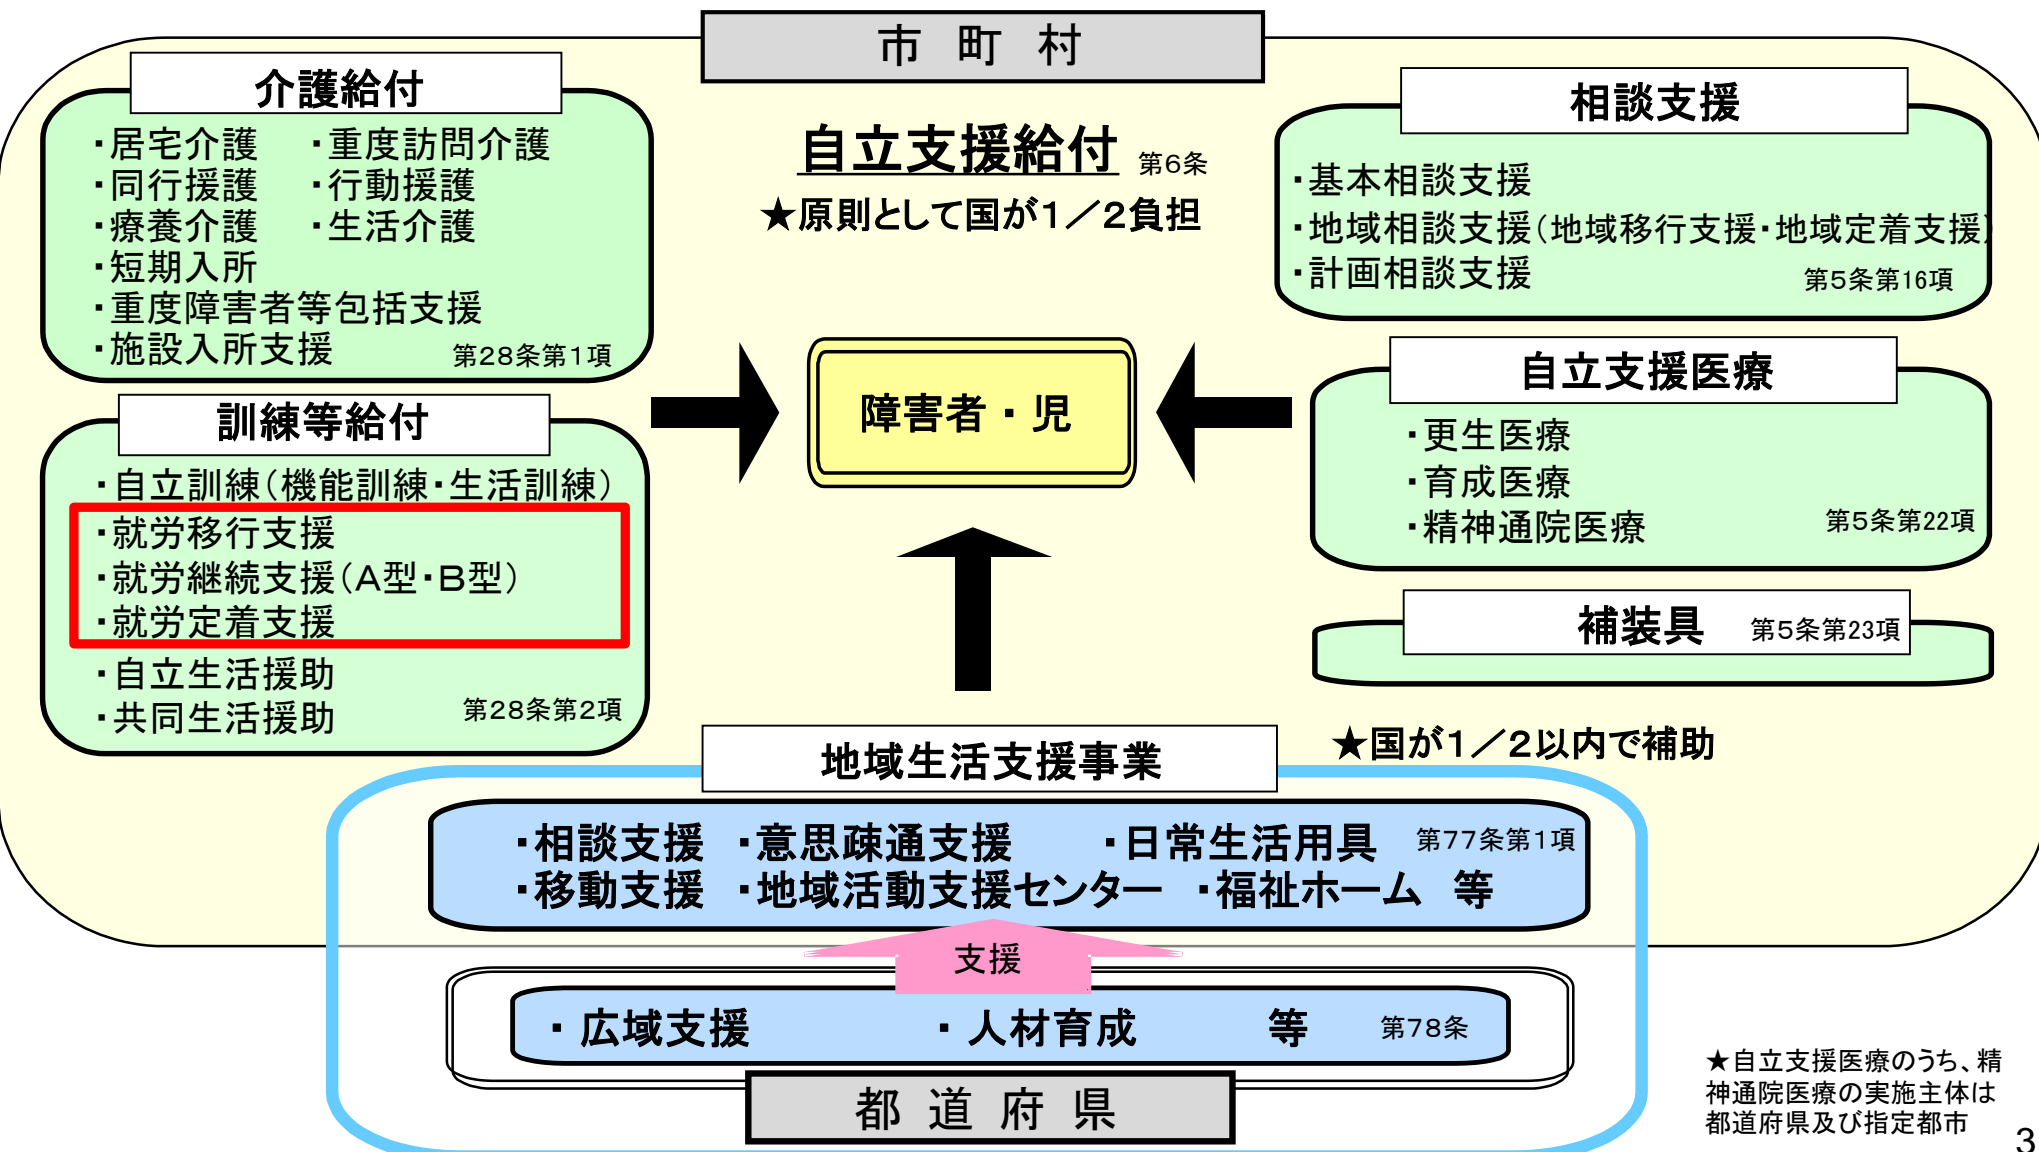 市 町 村
介護給付
・居宅介護　・重度訪問介護
・同行援護　・行動援護
・療養介護　・生活介護
・短期入所
・重度障害者等包括支援
・施設入所支援　第28条第1項
訓練等給付
・自立訓練(機能訓練・生活訓練)
・就労移行支援
・就労継続支援(A型・B型)
・就労定着支援
・自立生活援助
・共同生活援助　第28条第2項
自立支援給付 第6条
★原則として国が1／2負担
障害者・児
相談支援
・基本相談支援
・地域相談支援(地域移行支援・地域定着支援)
・計画相談支援　第5条第16項
自立支援医療
・更生医療
・育成医療
・精神通院医療　第5条第22項
補装具 第5条第23項
★国が1／2以内で補助
地域生活支援事業
・相談支援 ・意思疎通支援 ・日常生活用具 第77条第1項
・移動支援 ・地域活動支援センター ・福祉ホーム 等
支援
・広域支援 ・人材育成 等 第78条
都 道 府 県
★自立支援医療のうち、精
神通院医療の実施主体は
都道府県及び指定都市
3